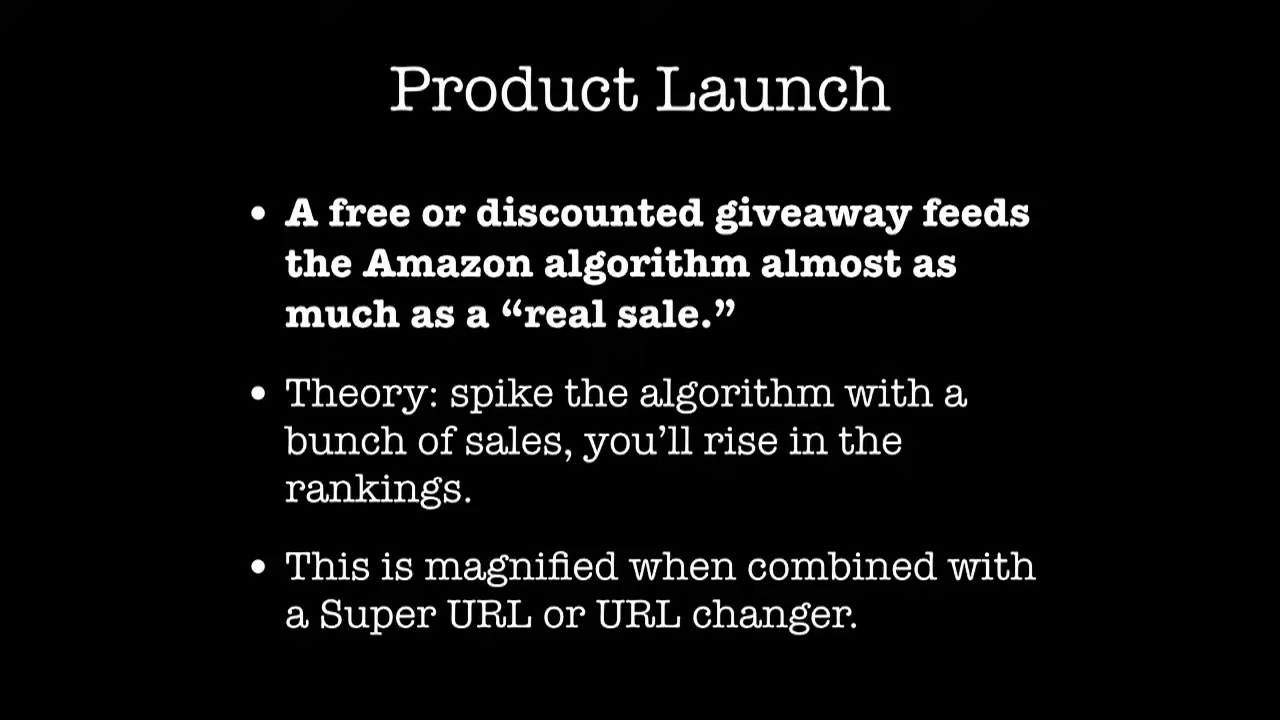 Product Launch
• A free or discounted giveaway feeds
the Amazon algorithm almost as
much as a “real sale.”
• Theory: spike the algorithm with a
bunch of sales, you’ll rise in the
rankings.
• This is magnified when combined with
a Super URL or URL changer.